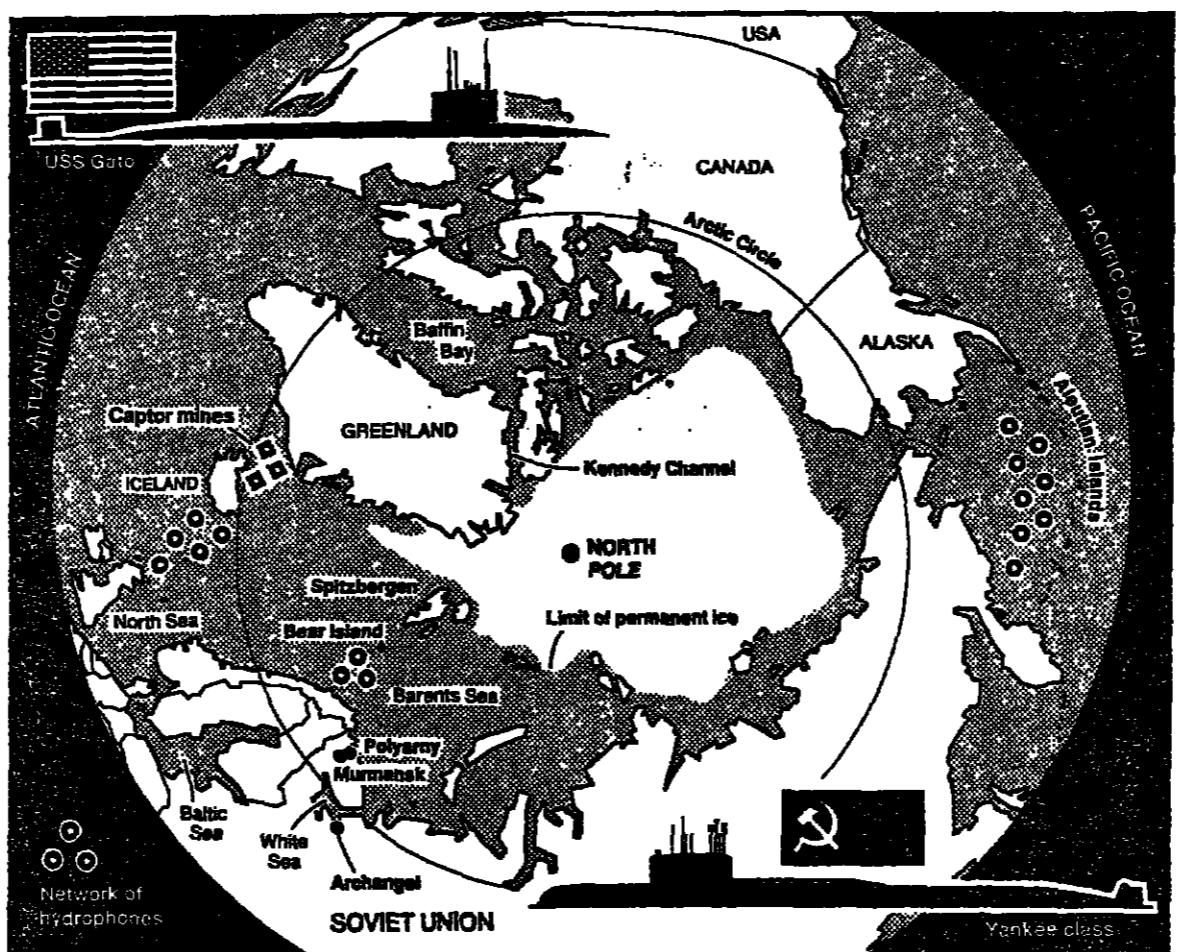 USA
USS Gato
CANADA
Arctic Circle
PACIFIC OCEAN
ATLANTIC OCEAN
Baffin
Bay
ALASKA
Captor mines
GREENLAND
Aleutian Islands
Kennedy Channel
ICELAND
NORTH
POLE
Spitzbergen
North Sea
Limit of permanent ice
Bear Island
Barents Sea
Polyarny
Murmansk
Baltic
Sea
White
Sea
Archangel
Network of
hydrophones
SOVIET UNION
Yankee class